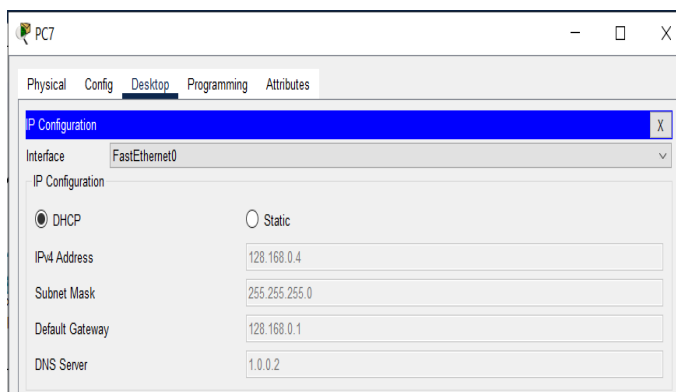 PC7
X
Physical Config Desktop Programming Attributes
IP Configuration X
Interface FastEthernet0
IP Configuration
DHCP Static
IPv4 Address 128.168.0.4
Subnet Mask 255.255.255.0
Default Gateway 128.168.0.1
DNS Server 1.0.0.2